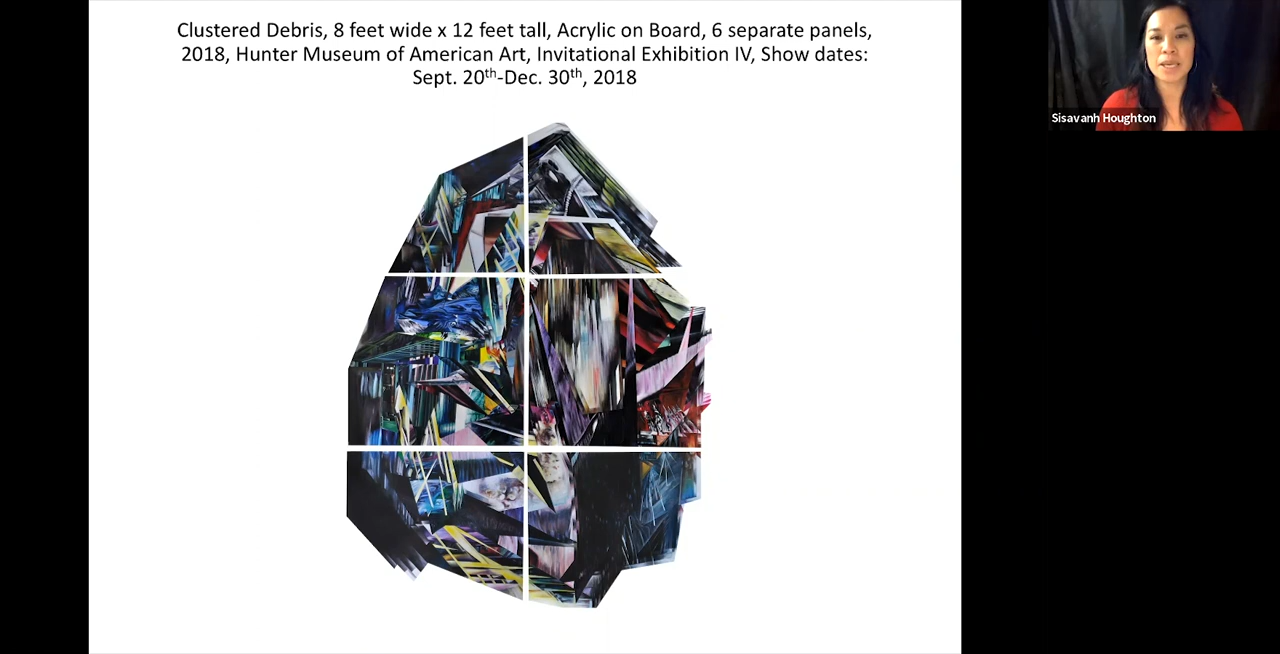 Clustered Debris, 8 feet wide x 12 feet tall, Acrylic on Board, 6 separate panels,
2018, Hunter Museum of American Art, Invitational Exhibition IV, Show dates:
Sept. 20th-Dec. 30th, 2018
Sisavanh Houghton